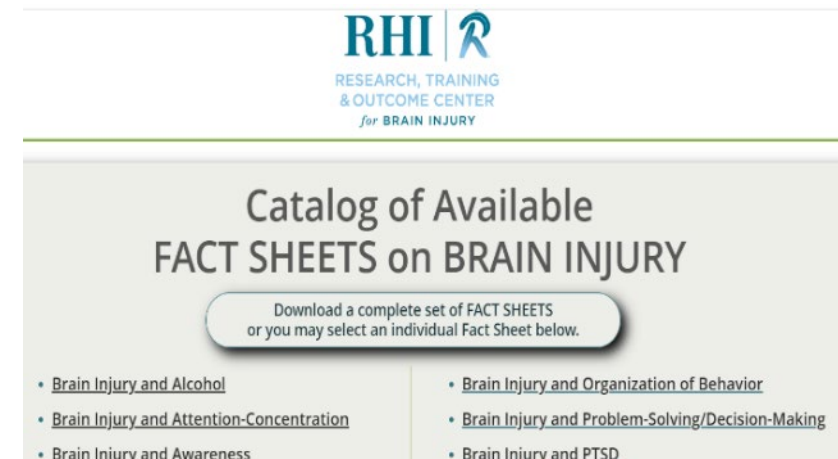 RHI
RESEARCH, TRAINING
& OUTCOME CENTER
for BRAIN INJURY
Catalog of Available
FACT SHEETS on BRAIN INJURY
Download a complete set of FACT SHEETS
or you may select an individual Fact Sheet below.
• Brain Injury and Alcohol
• Brain Injury and Attention-Concentration
• Brain Injury and Awareness
• Brain Injury and Organization of Behavior
• Brain Injury and Problem-Solving/Decision-Making
• Brain Injury and PTSD